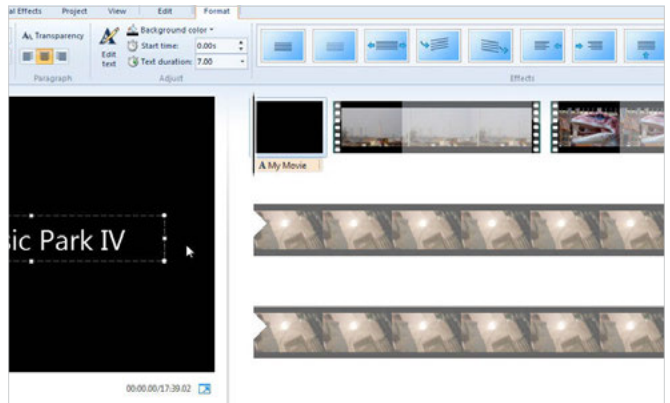 al Effects Project View Edit Format
A Transparency
Edit text
Background color
Start time: 0.00s
Text duration: 7.00
Paragraph Adjust Effects
A My Movie
sic Park IV
00:00.00/17:39.02